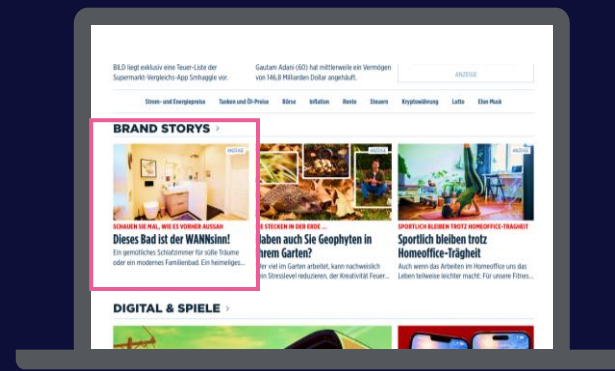 BILD liegt exklusiv eine Teuer-Liste der
Supermarkt-Vergleichs-App Smhaggle vor.
Gautam Adani (60) hat mittlerweile ein Vermögen
von 146,8 Milliarden Dollar angehäuft.
ANZEIGE
Strom- und Energiepreise Tanken und Öl-Preise Börse Inflation Rente Steuern Kryptowährung Lotto Elon Musk
BRAND STORYS >
ANZEIGE
SCHAUEN SIE MAL, WIE ES VORHER AUSSAH
Dieses Bad ist der WANNsinn!
Ein gemütliches Schlafzimmer für süße Träume
oder ein modernes Familienbad. Ein heimeliges...
ANZEIGE
IE STECKEN IN DER ERDE ...
aben auch Sie Geophyten in
hrem Garten?
er viel im Garten arbeitet, kann nachweislich
in Stresslevel reduzieren, der Kreativität Feuer...
ANZEIGE
SPORTLICH BLEIBEN TROTZ HOMEOFFICE-TRÄGHEIT
Sportlich bleiben trotz
Homeoffice-Trägheit
Auch wenn das Arbeiten im Homeoffice uns das
Leben teilweise leichter macht: Für unsere Fitnes...
DIGITAL & SPIELE >